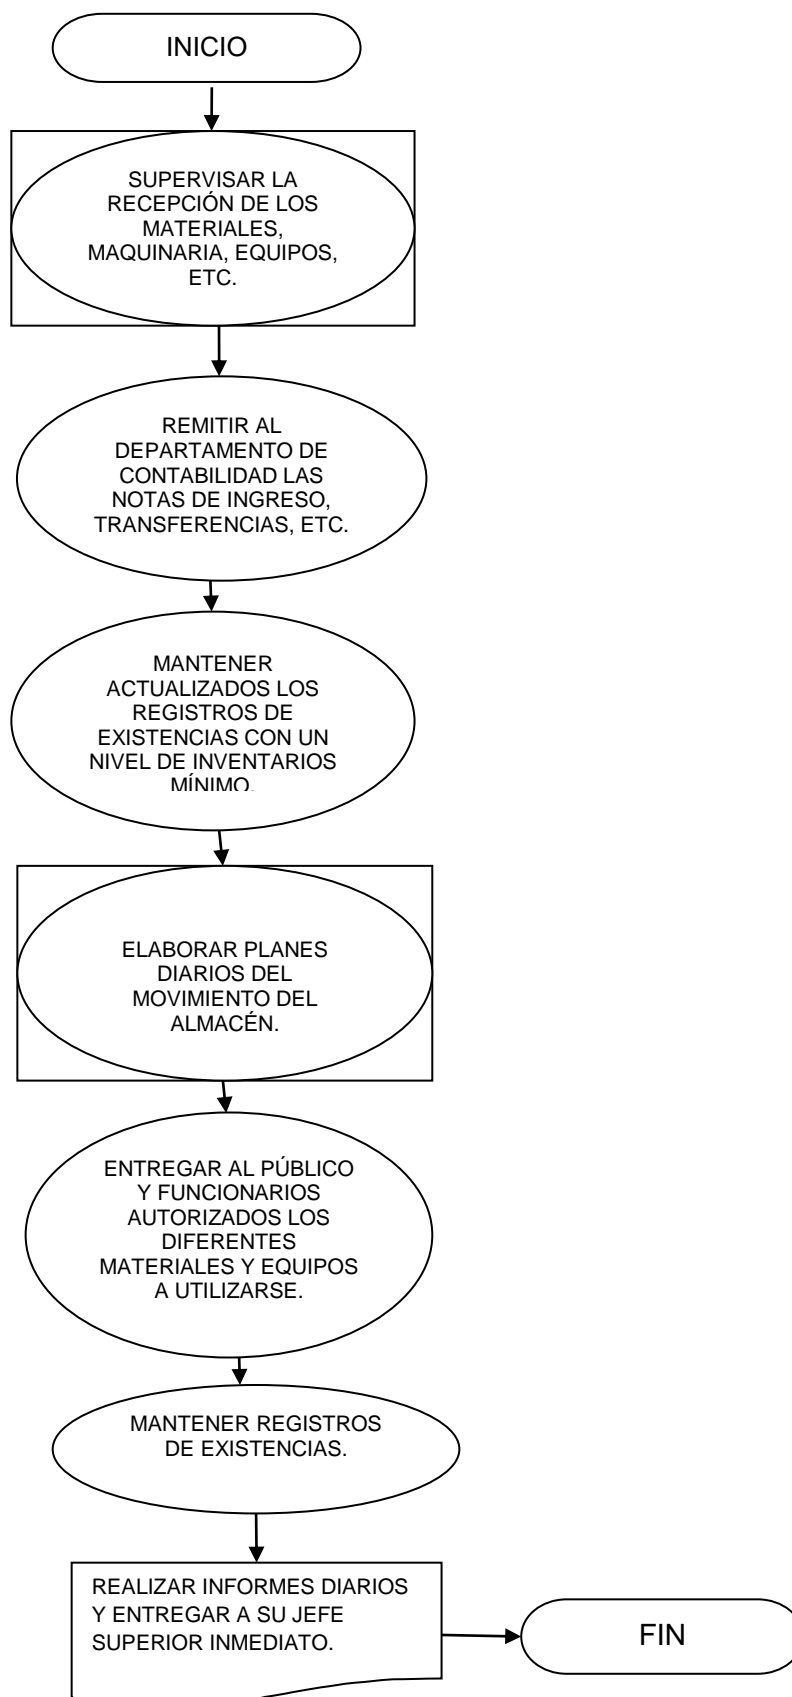 INICIO
SUPERVISAR LA
RECEPCIÓN DE LOS
MATERIALES,
MAQUINARIA, EQUIPOS,
ETC.
REMITIR AL
DEPARTAMENTO DE
CONTABILIDAD LAS
NOTAS DE INGRESO,
TRANSFERENCIAS, ETC.
MANTENER
ACTUALIZADOS LOS
REGISTROS DE
EXISTENCIAS CON UN
NIVEL DE INVENTARIOS
MÍNIMO.
ELABORAR PLANES
DIARIOS DEL
MOVIMIENTO DEL
ALMACÉN.
ENTREGAR AL PÚBLICO
Y FUNCIONARIOS
AUTORIZADOS LOS
DIFERENTES
MATERIALES Y EQUIPOS
A UTILIZARSE.
MANTENER REGISTROS
DE EXISTENCIAS.
REALIZAR INFORMES DIARIOS
Y ENTREGAR A SU JEFE
SUPERIOR INMEDIATO.
FIN